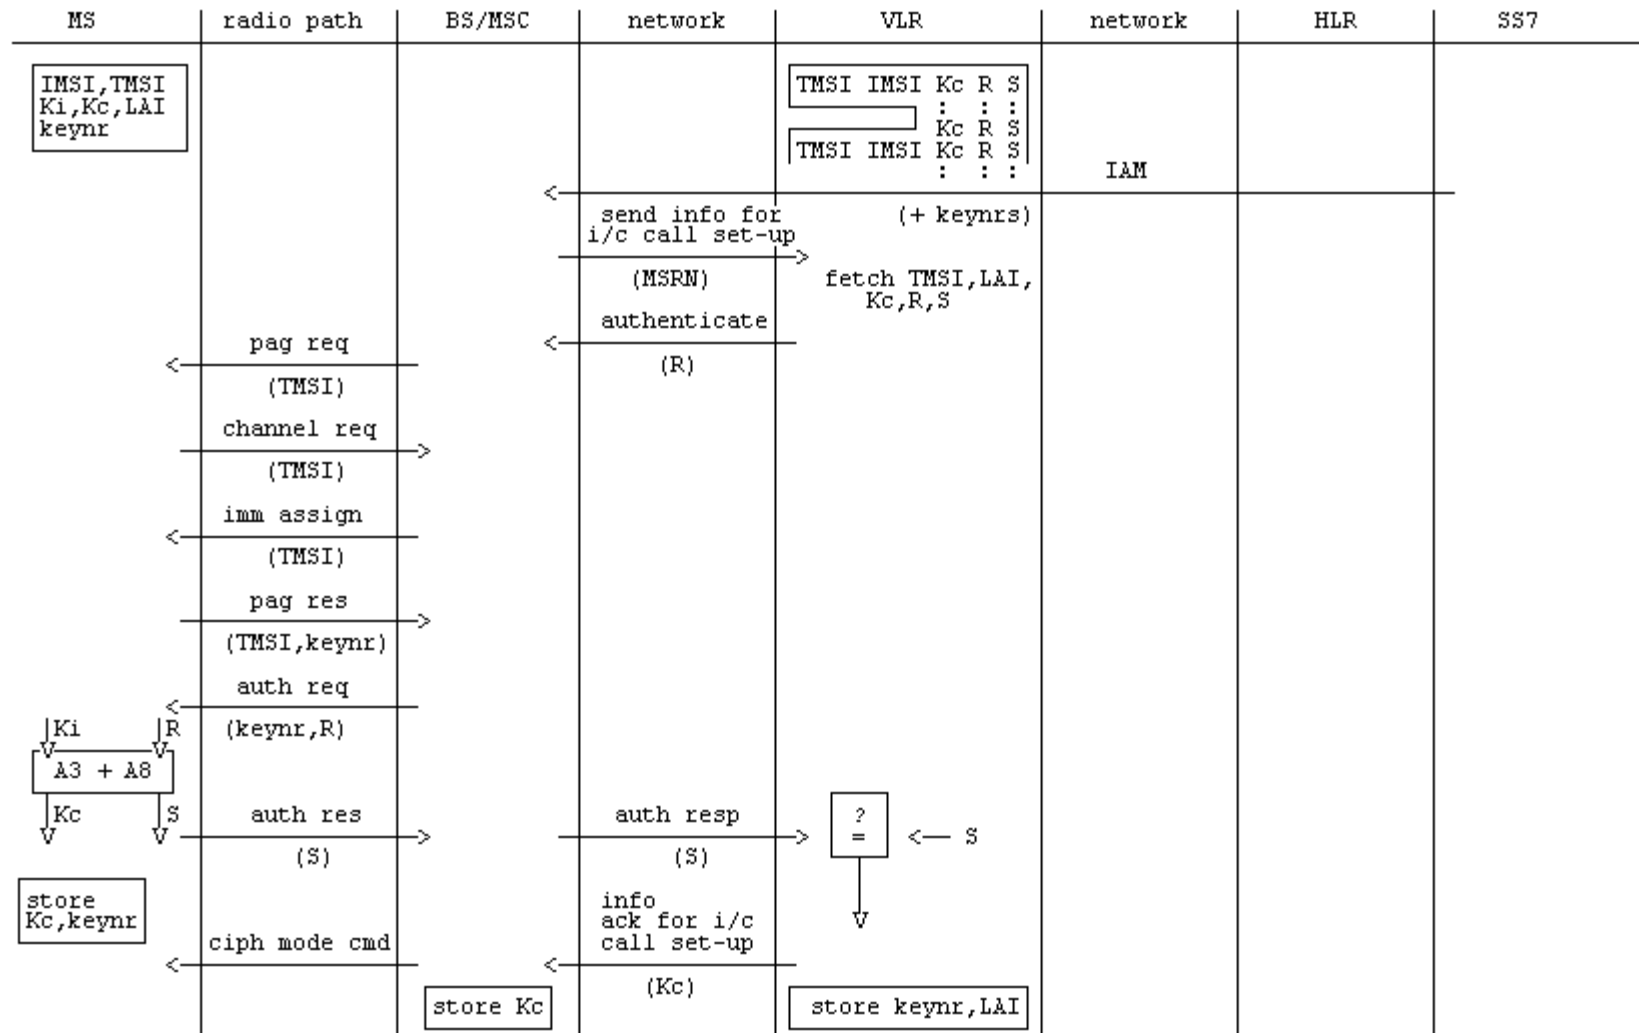 MS radio path BS/MSC network VLR network HLR SS7
IMSI,TMSI
Ki,Kc,LAI
keynr
TMSI IMSI Kc R S
: : :
Kc R S
TMSI IMSI Kc R S
: : :
IAM
send info for
i/c call set-up
(+ keynrs)
(MSRN)
fetch TMSI,LAI,
Kc,R,S
authenticate
(R)
pag req
(TMSI)
channel req
(TMSI)
imm assign
(TMSI)
pag res
(TMSI,keynr)
auth req
(keynr,R)
Ki R
A3 + A8
Kc S
auth res
(S)
auth resp
(S)
?
=
S
store
Kc,keynr
info
ack for i/c
call set-up
ciph mode cmd
(Kc)
store Kc
store keynr,LAI